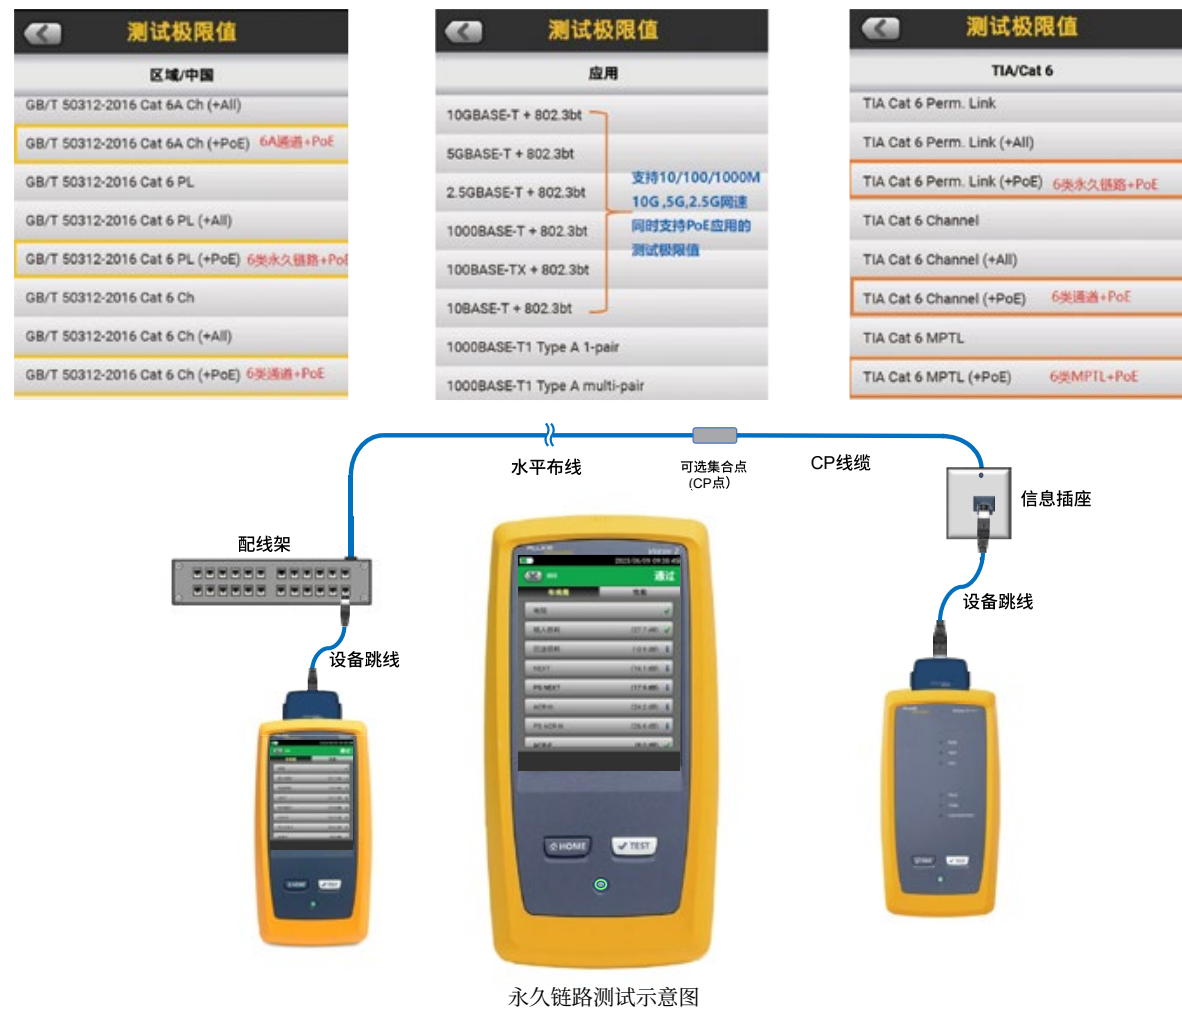 测试极限值
区域/中国
GB/T 50312-2016 Cat 6A Ch (+All)
GB/T 50312-2016 Cat 6A Ch (+PoE) 6A通道+PoE
GB/T 50312-2016 Cat 6 PL
GB/T 50312-2016 Cat 6 PL (+All)
GB/T 50312-2016 Cat 6 PL (+PoE) 6类永久链路+PoE
GB/T 50312-2016 Cat 6 Ch
GB/T 50312-2016 Cat 6 Ch (+All)
GB/T 50312-2016 Cat 6 Ch (+PoE) 6类通道+PoE
测试极限值
应用
10GBASE-T + 802.3bt
5GBASE-T + 802.3bt
2.5GBASE-T + 802.3bt
1000BASE-T + 802.3bt
100BASE-TX + 802.3bt
10BASE-T + 802.3bt
1000BASE-T1 Type A 1-pair
1000BASE-T1 Type A multi-pair
支持10/100/1000M
10G ,5G,2.5G网速
同时支持PoE应用的
测试极限值
测试极限值
TIA/Cat 6
TIA Cat 6 Perm. Link
TIA Cat 6 Perm. Link (+All)
TIA Cat 6 Perm. Link (+PoE) 6类永久链路+PoE
TIA Cat 6 Channel
TIA Cat 6 Channel (+All)
TIA Cat 6 Channel (+PoE) 6类通道+PoE
TIA Cat 6 MPTL
TIA Cat 6 MPTL (+PoE) 6类MPTL+PoE
水平布线
可选集合点
(CP点)
CP线缆
信息插座
配线架
设备跳线
设备跳线
通过
NEXT
PS NEXT
HOME
TEST
永久链路测试示意图